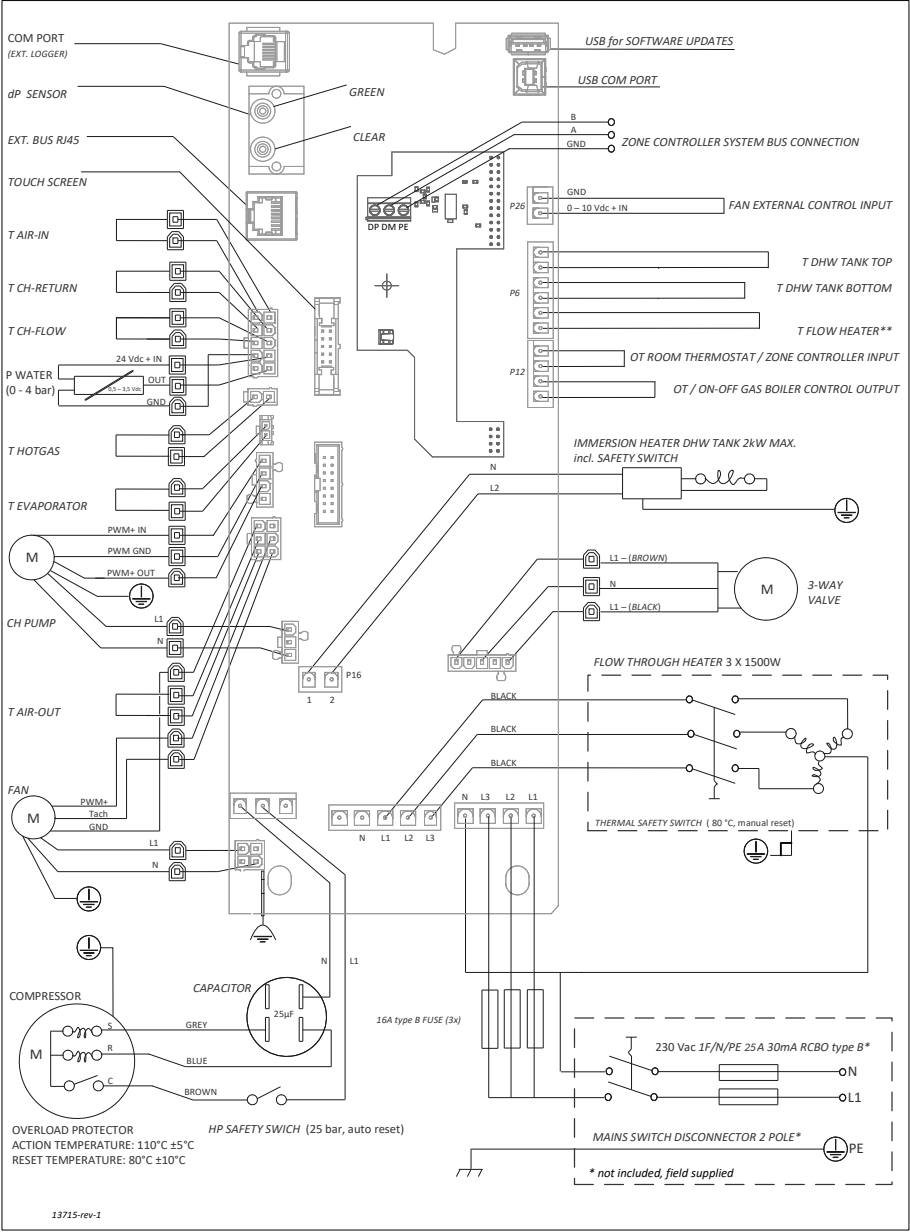 COM PORT
(EXT. LOGGER)
dP SENSOR
GREEN
CLEAR
EXT. BUS RJ45
TOUCH SCREEN
USB for SOFTWARE UPDATES
USB COM PORT
B
A
GND
ZONE CONTROLLER SYSTEM BUS CONNECTION
DP DM PE
P26
GND
0 – 10 Vdc + IN
FAN EXTERNAL CONTROL INPUT
T AIR-IN
T CH-RETURN
T CH-FLOW
P6
T DHW TANK TOP
T DHW TANK BOTTOM
T FLOW HEATER**
P12
OT ROOM THERMOSTAT / ZONE CONTROLLER INPUT
OT / ON-OFF GAS BOILER CONTROL OUTPUT
P WATER
(0 - 4 bar)
24 Vdc + IN
OUT
0,5 – 3,5 Vdc
GND
T HOTGAS
T EVAPORATOR
IMMERSION HEATER DHW TANK 2kW MAX.
incl. SAFETY SWITCH
N
L2
PWM+ IN
PWM GND
PWM+ OUT
M
CH PUMP
L1
N
L1 – (BROWN)
N
L1 – (BLACK)
M
3-WAY
VALVE
P16
1 2
T AIR-OUT
FLOW THROUGH HEATER 3 X 1500W
BLACK
BLACK
BLACK
THERMAL SAFETY SWITCH ( 80 °C, manual reset)
FAN
M
PWM+
Tach
GND
L1
N
N L1 L2 L3
N L3 L2 L1
N
L1
CAPACITOR
25µF
16A type B FUSE (3x)
COMPRESSOR
M
S
R
C
GREY
BLUE
BROWN
HP SAFETY SWICH (25 bar, auto reset)
OVERLOAD PROTECTOR
ACTION TEMPERATURE: 110°C ±5°C
RESET TEMPERATURE: 80°C ±10°C
230 Vac 1F/N/PE 25A 30mA RCBO type B*
N
L1
MAINS SWITCH DISCONNECTOR 2 POLE*
PE
* not included, field supplied
13715-rev-1